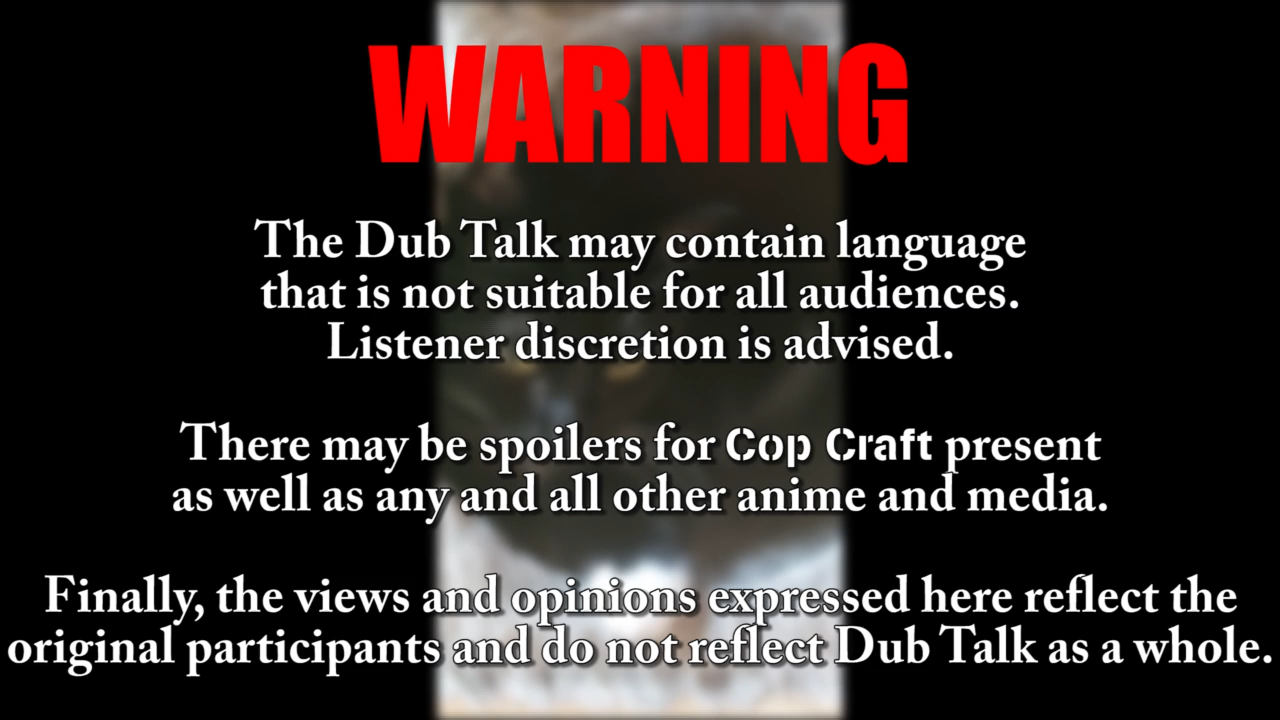 WARNING
The Dub Talk may contain language
that is not suitable for all audiences.
Listener discretion is advised.
There may be spoilers for Cop Craft present
as well as any and all other anime and media.
Finally, the views and opinions expressed here reflect the
original participants and do not reflect Dub Talk as a whole.